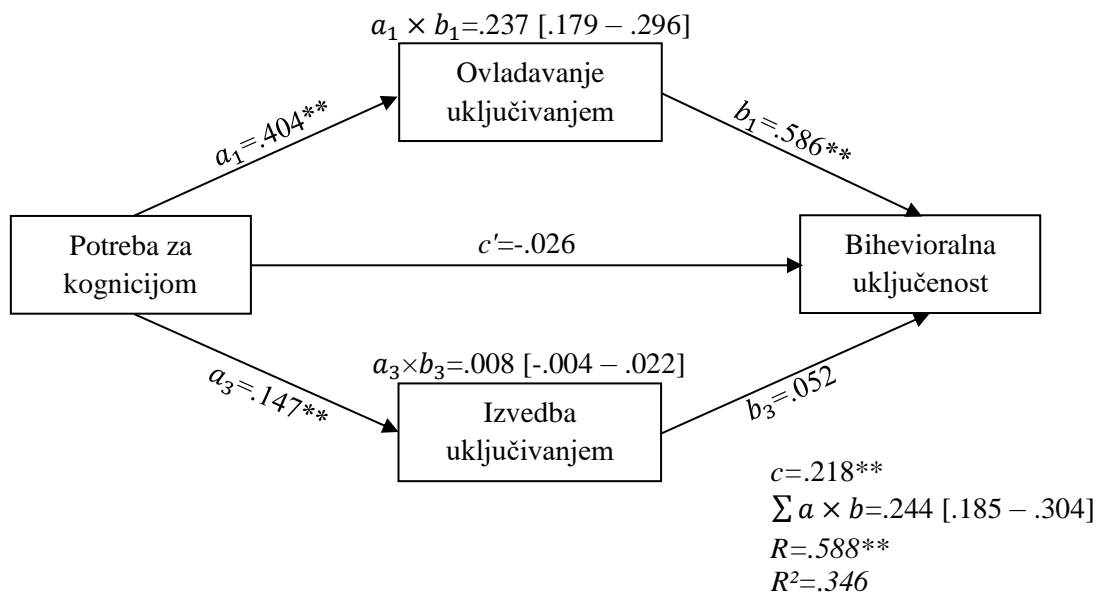 a₁ × b₁=.237 [.179 – .296]
Ovladavanje
uključivanjem
a₁=.404**
b₁=.586**
Potreba za
kognicijom
c'=-.026
Bihevioralna
uključenost
a₃×b₃=.008 [-.004 – .022]
a₃=.147**
Izvedba
uključivanjem
b₃=.052
c=.218**
∑ a × b=.244 [.185 – .304]
R=.588**
R²=.346